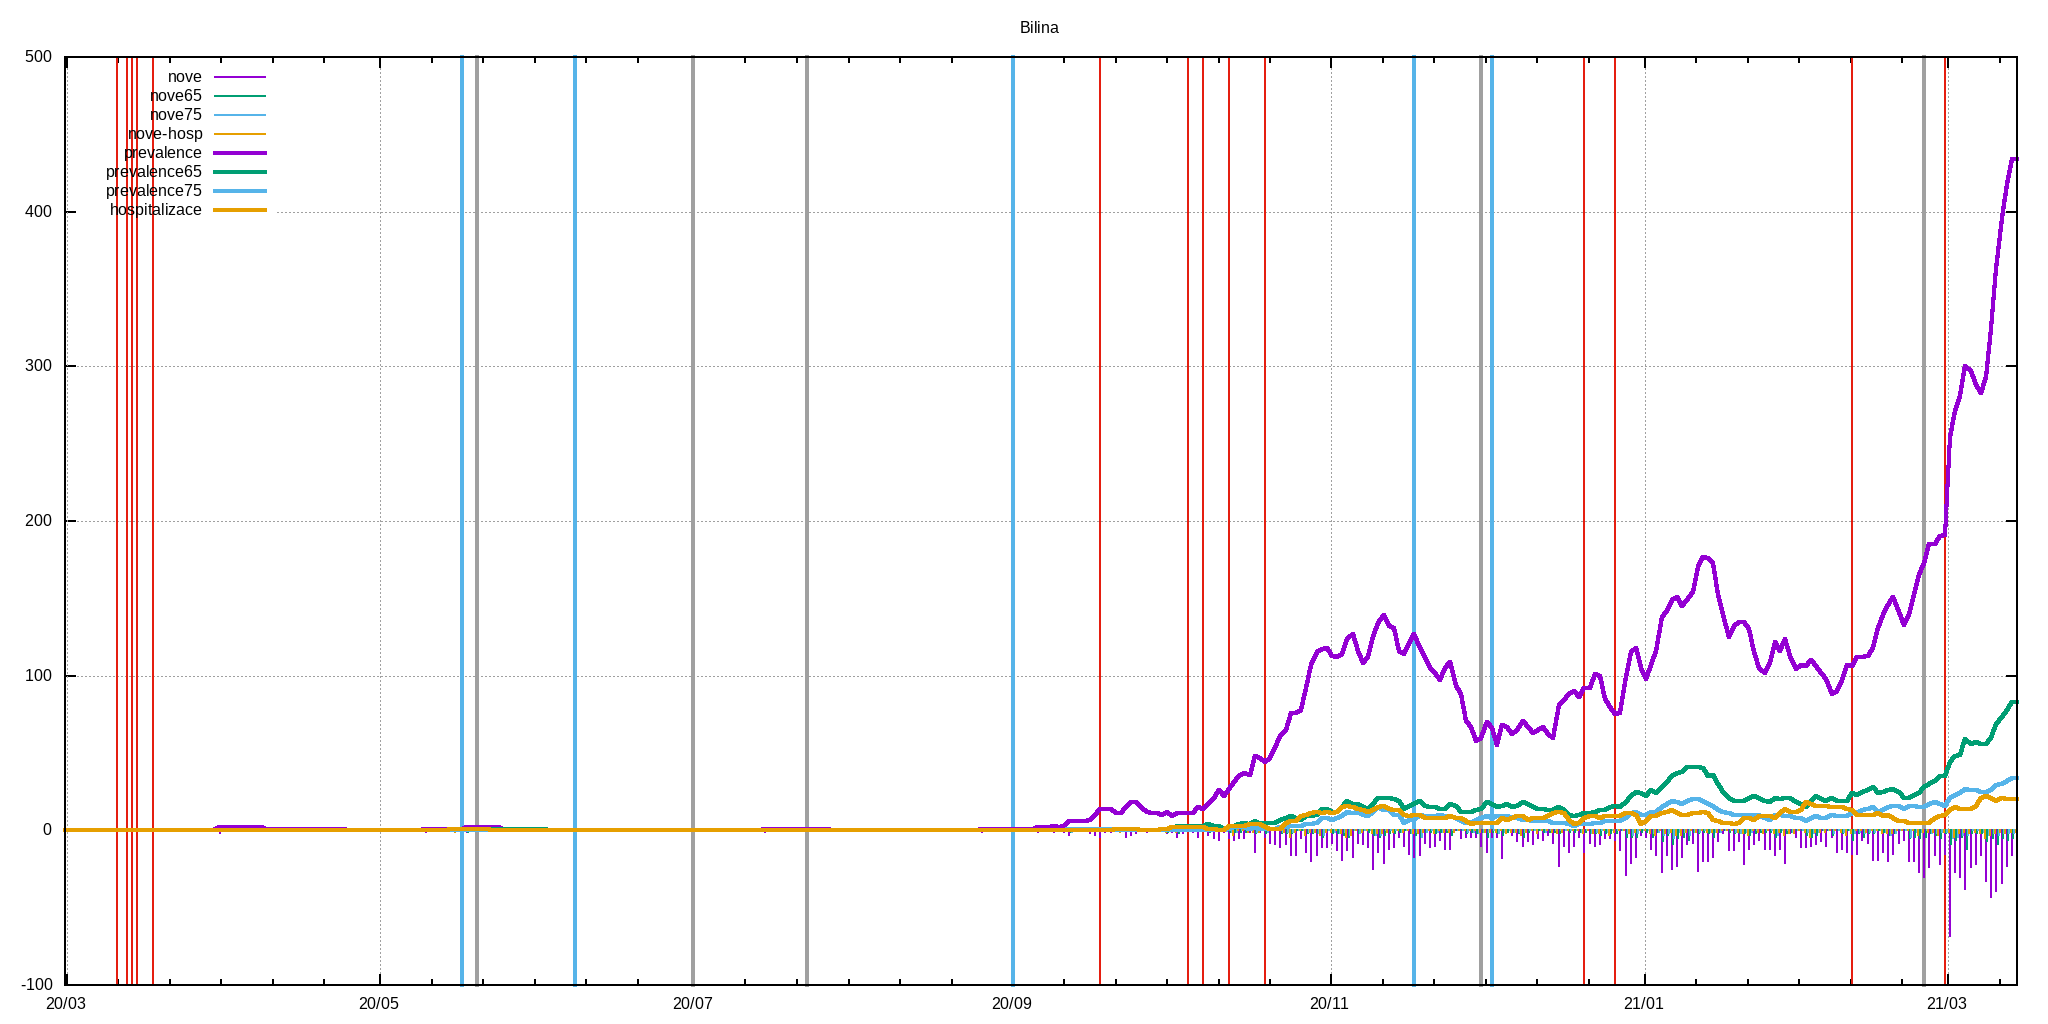 Bilina
500
nove
nove65
nove75
nove-hosp
prevalence
prevalence65
prevalence75
hospitalizace
400
300
200
100
0
-100
20/03 20/05 20/07 20/09 20/11 21/01 21/03